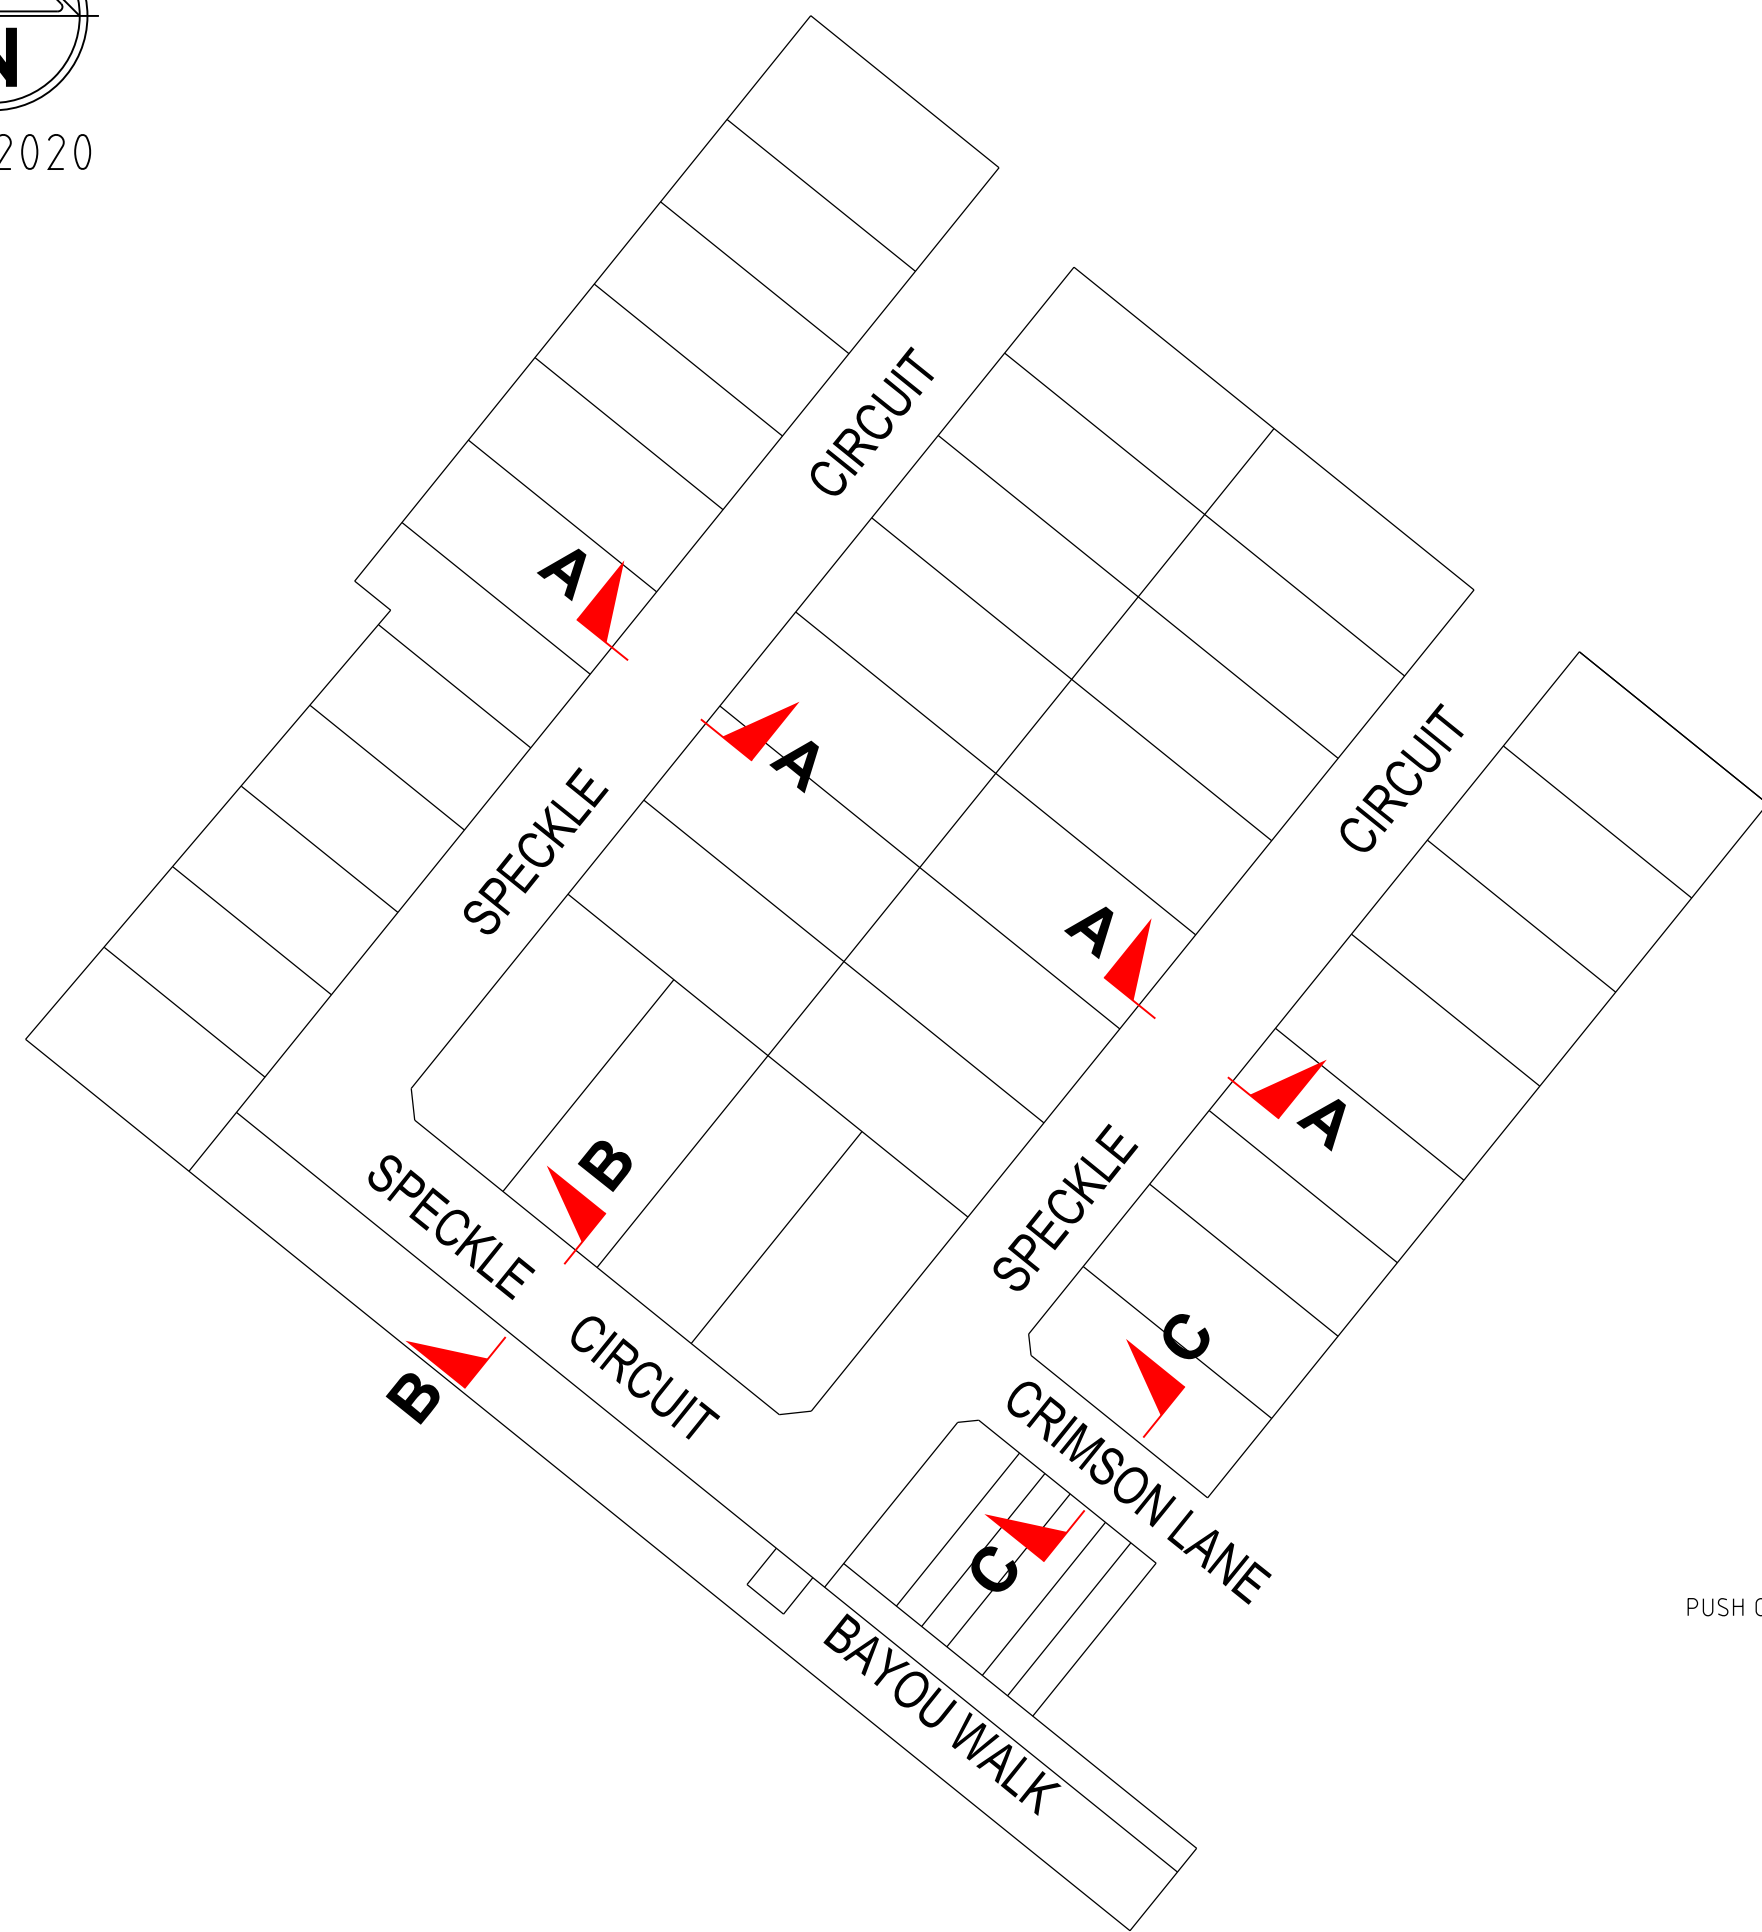 N
2020
CIRCUIT
A
A
SPECKLE
CIRCUIT
A
A
SPECKLE
B
SPECKLE
CIRCUIT
B
C
CRIMSON LANE
C
BAYOU WALK
PUSH